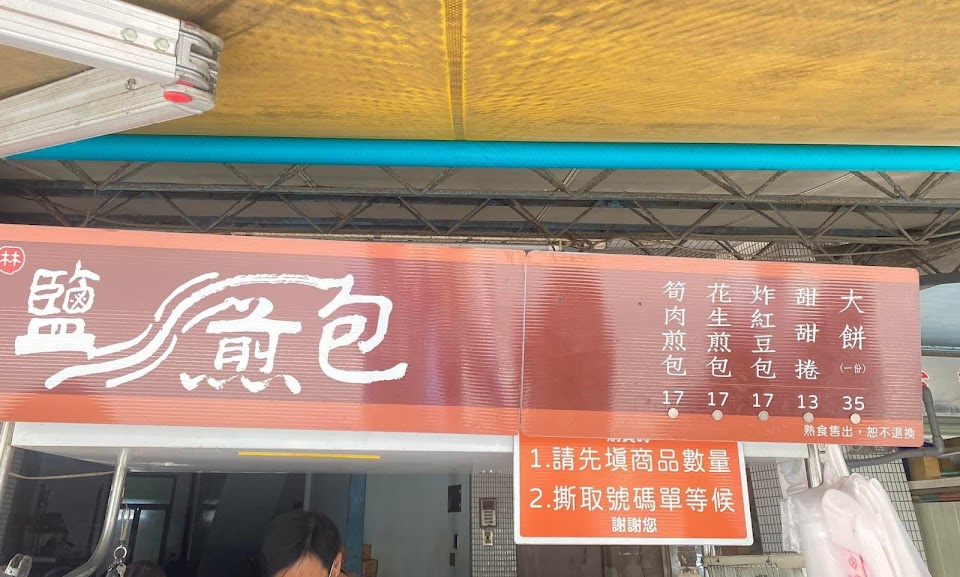 林
鹽 煎包
筍肉煎包 17
花生煎包 17
炸紅豆包 17
甜甜捲 13
大餅(一份) 35
熟食售出，恕不退換
1.請先填商品數量
2.撕取號碼單等候
謝謝您